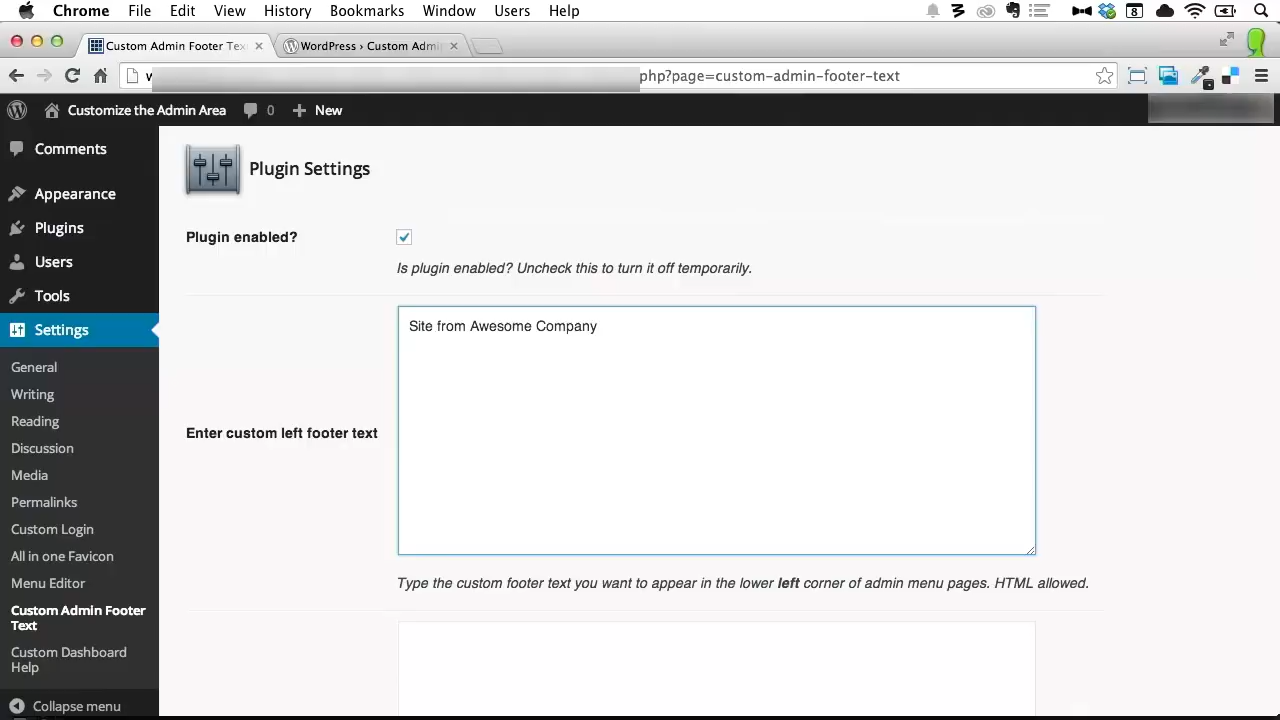 Chrome File Edit View History Bookmarks Window Users Help
8
Custom Admin Footer Tex
WordPress › Custom Admi
w
php?page=custom-admin-footer-text
Customize the Admin Area 0 New
Comments
Appearance
Plugins
Users
Tools
Settings
General
Writing
Reading
Discussion
Media
Permalinks
Custom Login
All in one Favicon
Menu Editor
Custom Admin Footer
Text
Custom Dashboard
Help
Collapse menu
Plugin Settings
Plugin enabled?
Is plugin enabled? Uncheck this to turn it off temporarily.
Enter custom left footer text
Site from Awesome Company
Type the custom footer text you want to appear in the lower left corner of admin menu pages. HTML allowed.